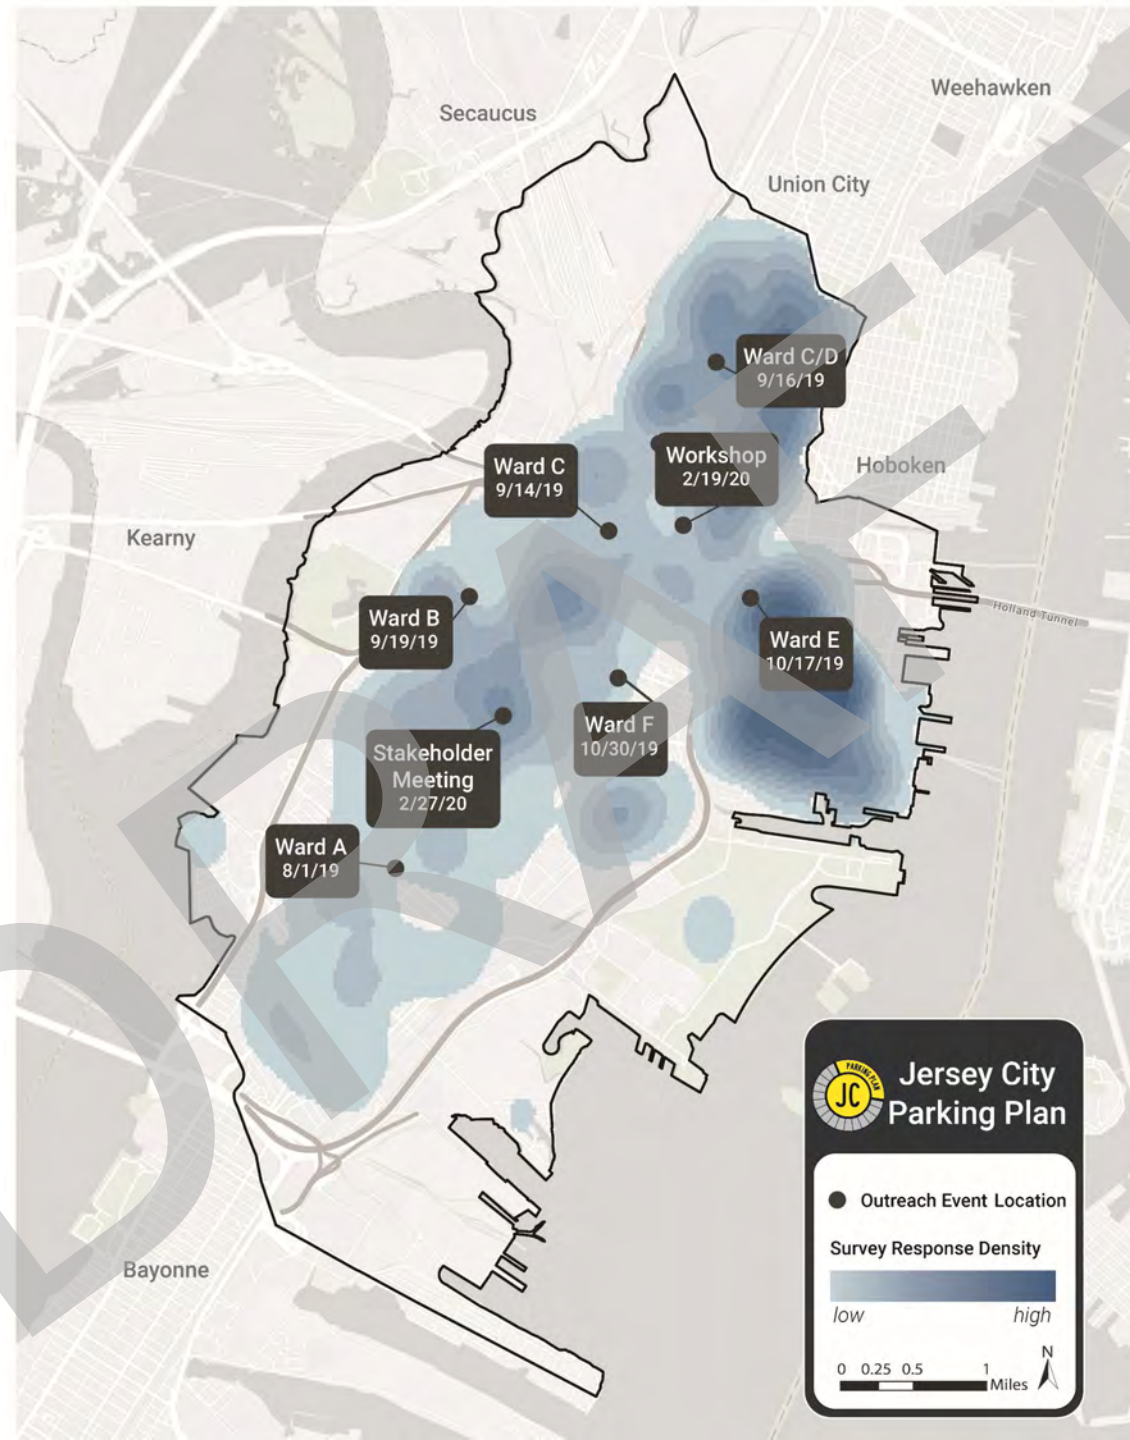 Weehawken
Secaucus
Union City
Ward C/D
9/16/19
Workshop
2/19/20
Ward C
9/14/19
Hoboken
Kearny
Holland Tunnel
Ward B
9/19/19
Ward E
10/17/19
Ward F
10/30/19
Stakeholder
Meeting
2/27/20
Ward A
8/1/19
Bayonne
DRAFT
PARKING PLAN
JC
Jersey City
Parking Plan
Outreach Event Location
Survey Response Density
low high
N
0 0.25 0.5 1
Miles